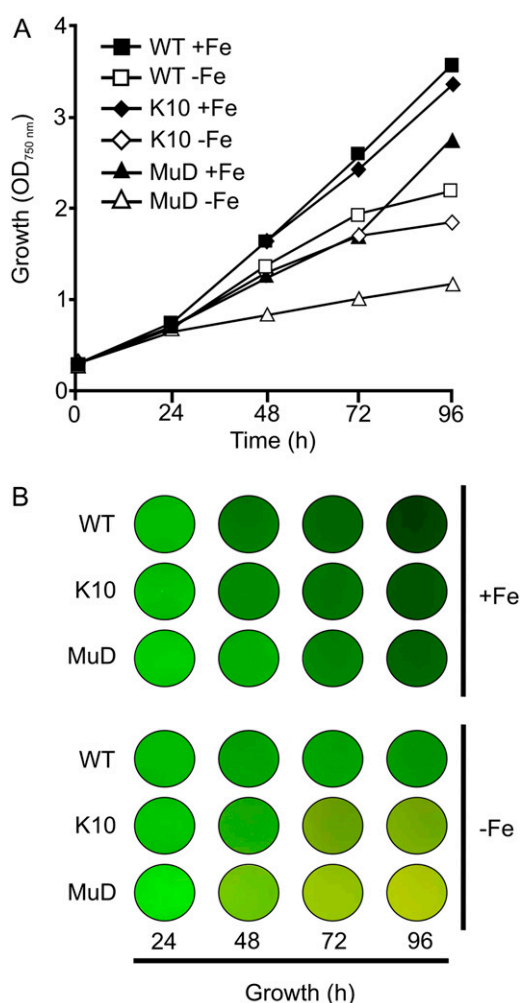 A
4
3
2
1
0
Growth (OD750 nm)
WT +Fe
WT -Fe
K10 +Fe
K10 -Fe
MuD +Fe
MuD -Fe
0 24 48 72 96
Time (h)
B
WT
K10
MuD
+Fe
WT
K10
MuD
-Fe
24 48 72 96
Growth (h)